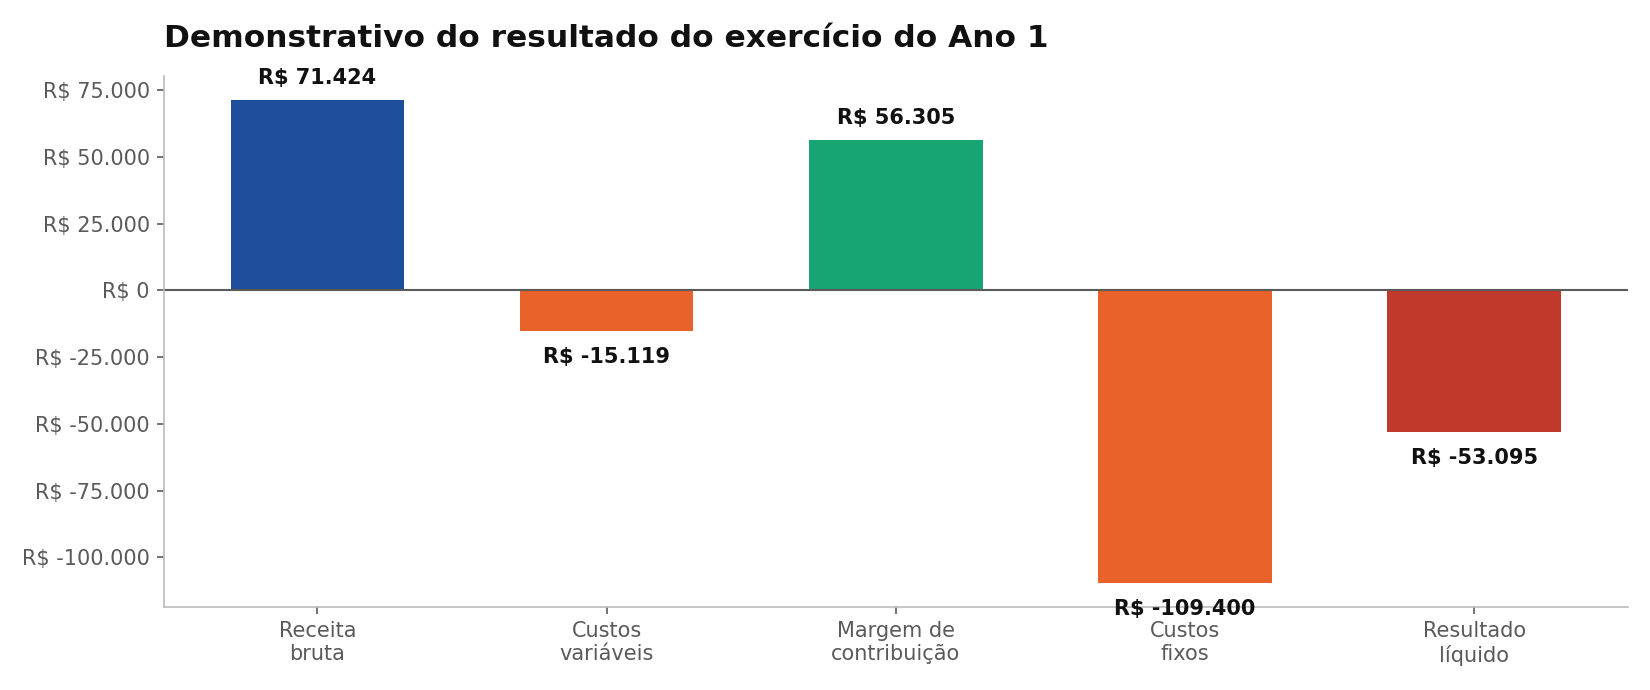 Demonstrativo do resultado do exercício do Ano 1
R$ 75.000
R$ 50.000
R$ 25.000
R$ 0
R$ -25.000
R$ -50.000
R$ -75.000
R$ -100.000
R$ 71.424
R$ -15.119
R$ 56.305
R$ -109.400
R$ -53.095
Receita
bruta
Custos
variáveis
Margem de
contribuição
Custos
fixos
Resultado
líquido